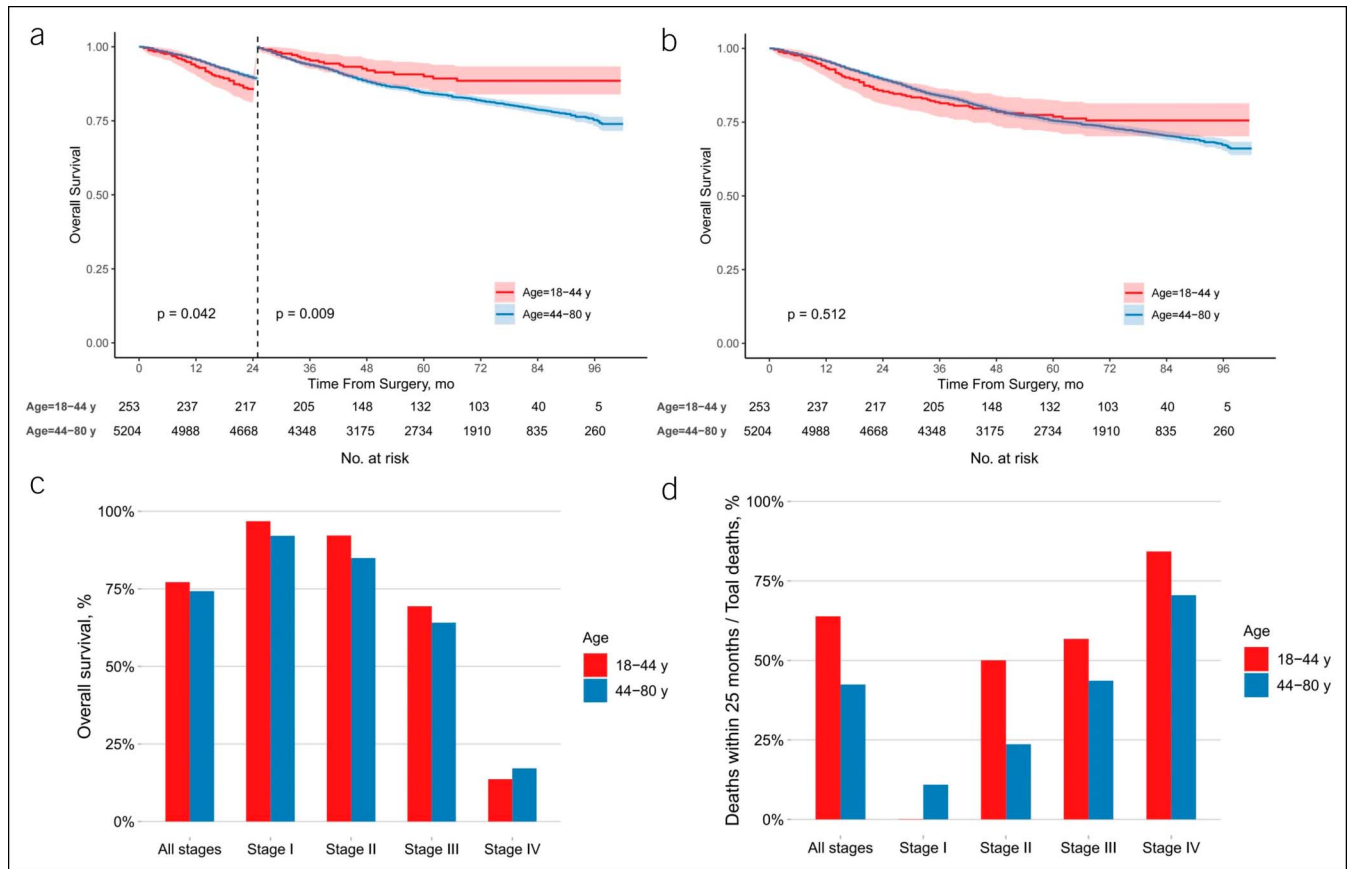 a
1.00
0.75
0.50
0.25
0.00
Overall Survival
p = 0.042
p = 0.009
Age=18−44 y
Age=44−80 y
0 12 24 36 48 60 72 84 96
Time From Surgery, mo
Age=18−44 y 253 237 217 205 148 132 103 40 5
Age=44−80 y 5204 4988 4668 4348 3175 2734 1910 835 260
No. at risk
b
1.00
0.75
0.50
0.25
0.00
Overall Survival
p = 0.512
Age=18−44 y
Age=44−80 y
0 12 24 36 48 60 72 84 96
Time From Surgery, mo
Age=18−44 y 253 237 217 205 148 132 103 40 5
Age=44−80 y 5204 4988 4668 4348 3175 2734 1910 835 260
No. at risk
c
100%
75%
50%
25%
0%
Overall survival, %
All stages Stage I Stage II Stage III Stage IV
Age
18−44 y
44−80 y
d
100%
75%
50%
25%
0%
Deaths within 25 months / Toal deaths, %
All stages Stage I Stage II Stage III Stage IV
Age
18−44 y
44−80 y